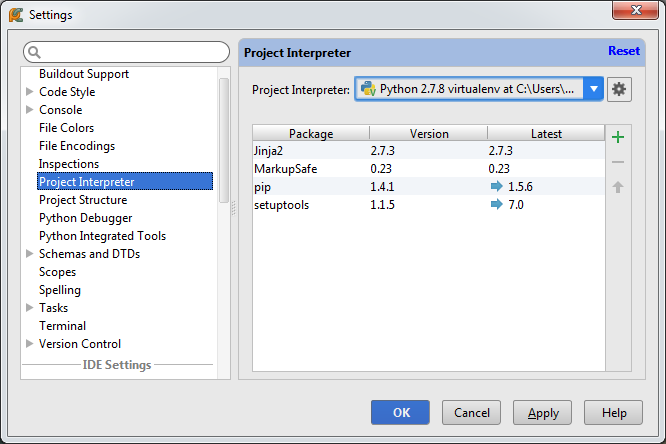 Settings
Project Interpreter
Reset
Buildout Support
Code Style
Console
File Colors
File Encodings
Inspections
Project Interpreter
Project Structure
Python Debugger
Python Integrated Tools
Schemas and DTDs
Scopes
Spelling
Tasks
Terminal
Version Control
IDE Settings
Project Interpreter: Python 2.7.8 virtualenv at C:\Users\...
Package Version Latest
Jinja2 2.7.3 2.7.3
MarkupSafe 0.23 0.23
pip 1.4.1 1.5.6
setuptools 1.1.5 7.0
OK Cancel Apply Help